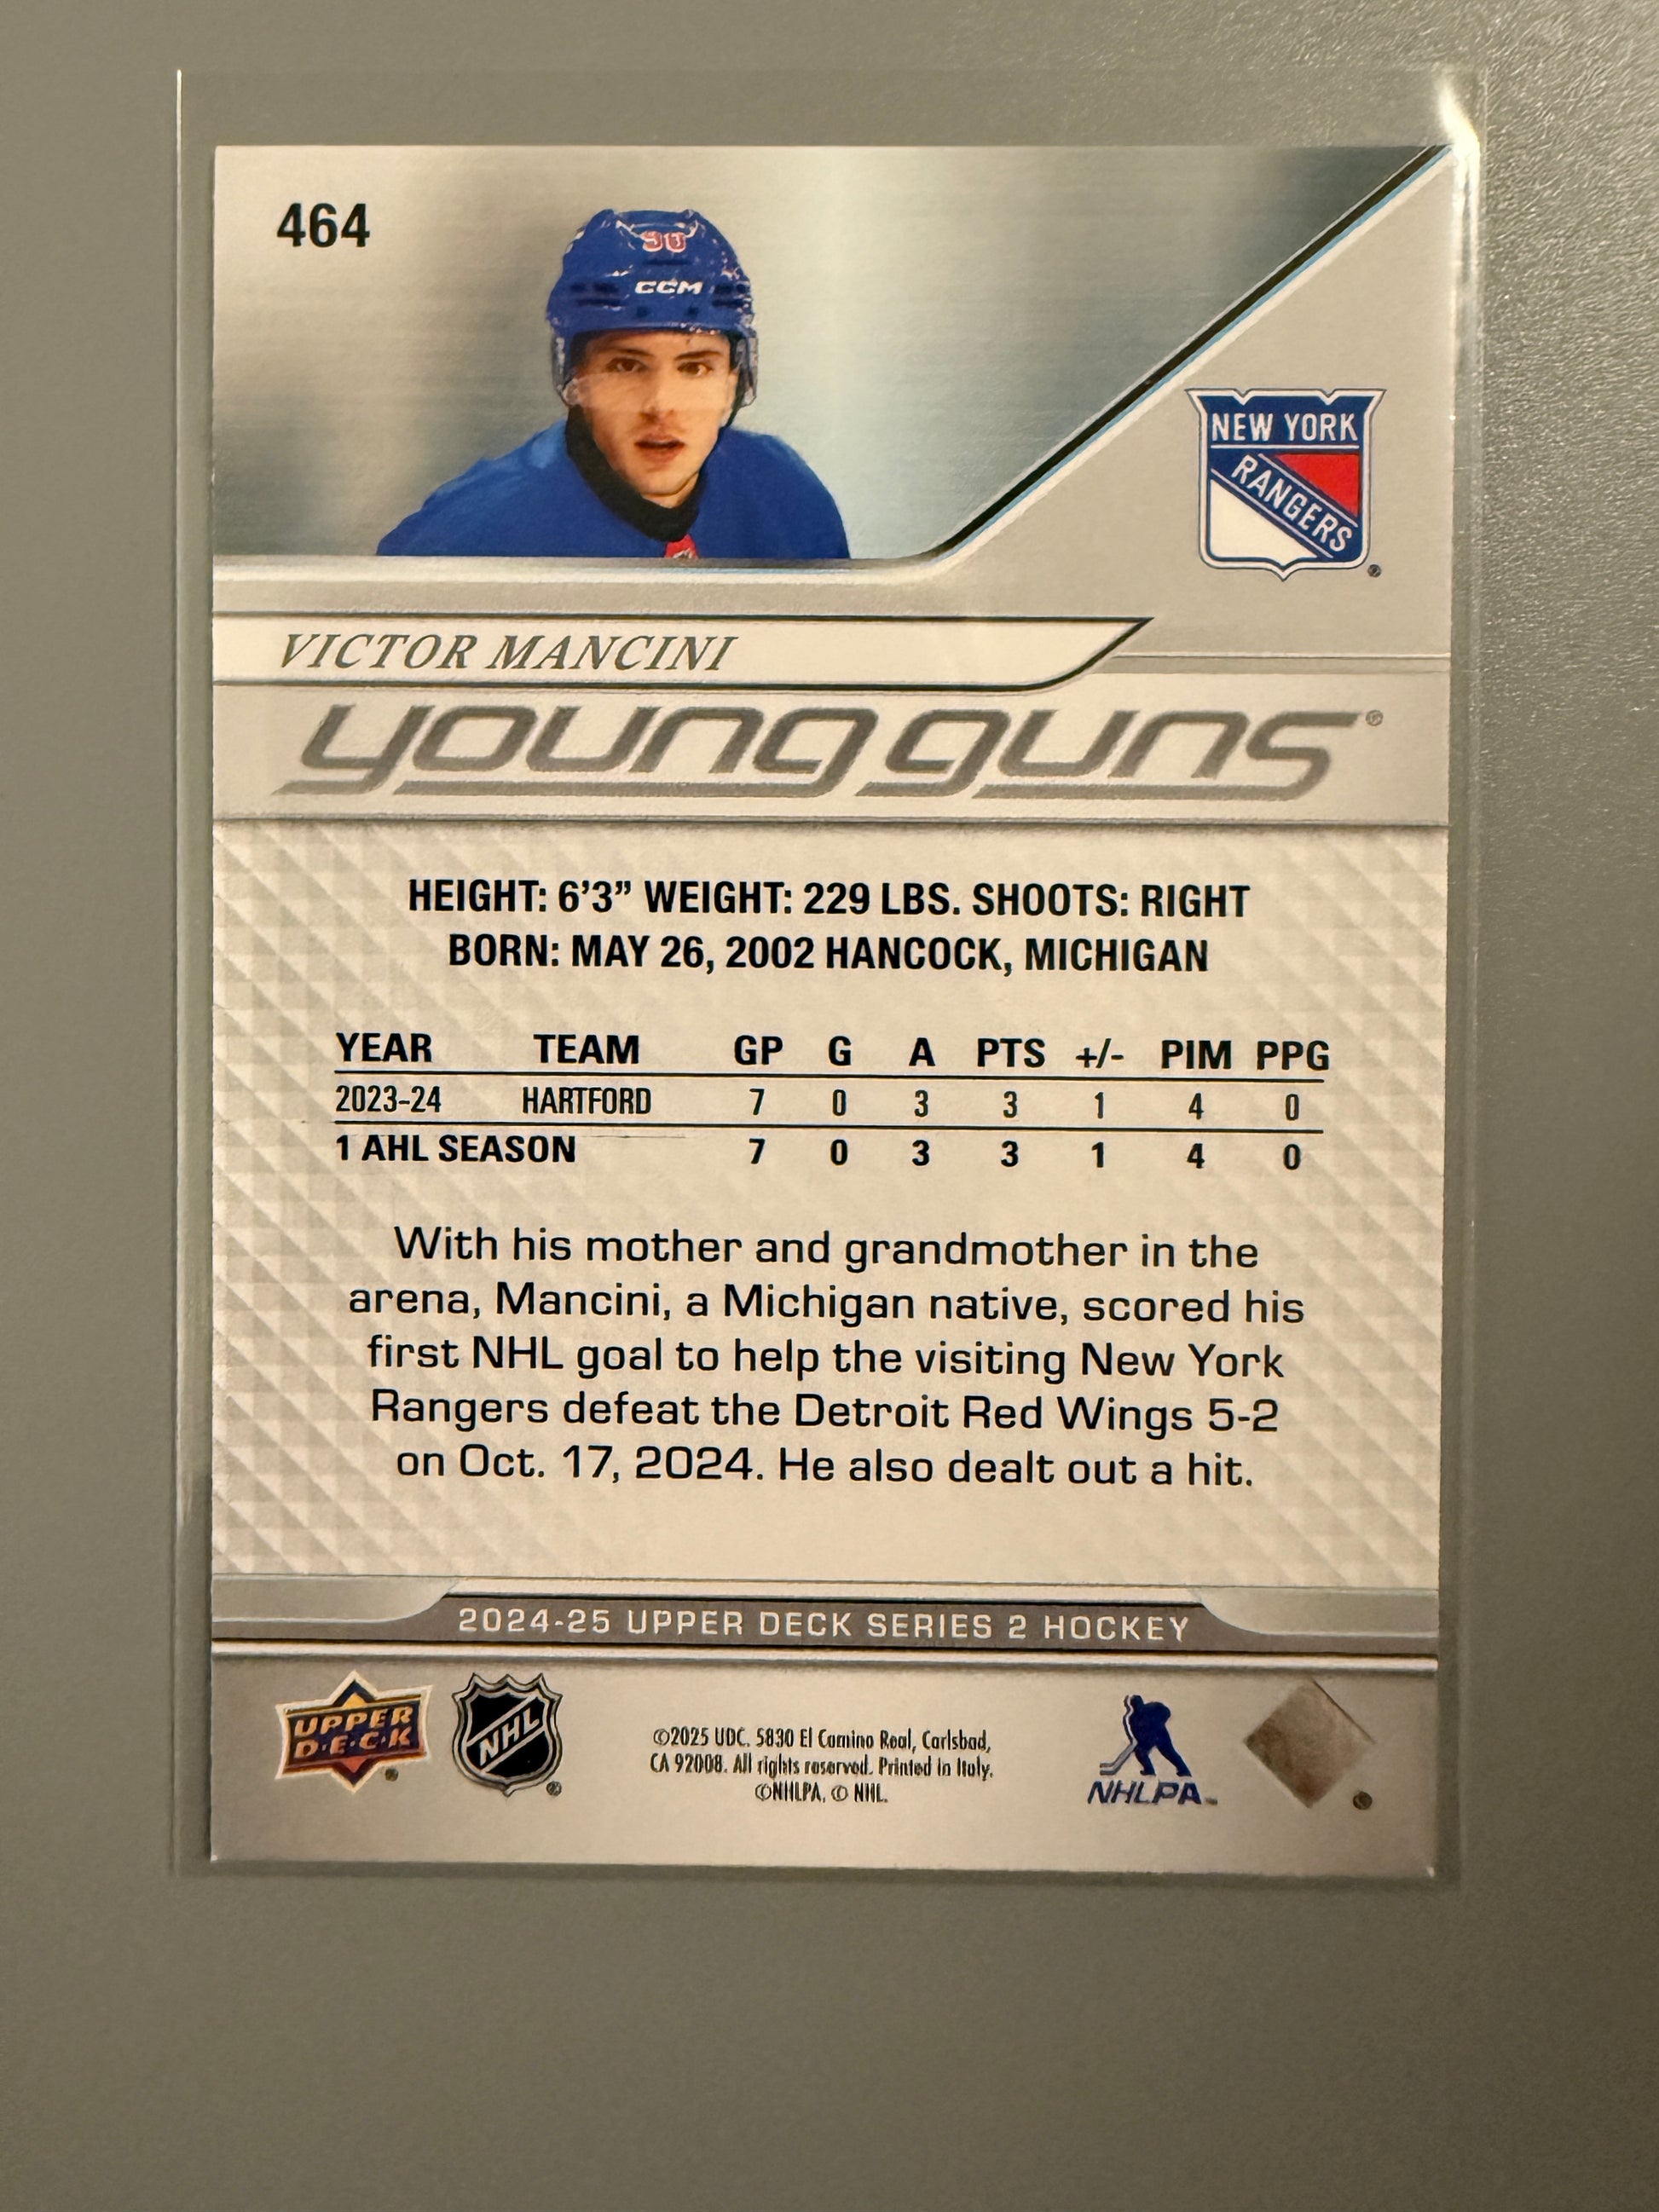 464
90
CCM
NEW YORK
RANGERS
VICTOR MANCINI
young guns
HEIGHT: 6'3” WEIGHT: 229 LBS. SHOOTS: RIGHT
BORN: MAY 26, 2002 HANCOCK, MICHIGAN
YEAR TEAM GP G A PTS +/- PIM PPG
2023-24 HARTFORD 7 0 3 3 1 4 0
1 AHL SEASON 7 0 3 3 1 4 0
With his mother and grandmother in the
arena, Mancini, a Michigan native, scored his
first NHL goal to help the visiting New York
Rangers defeat the Detroit Red Wings 5-2
on Oct. 17, 2024. He also dealt out a hit.
2024-25 UPPER DECK SERIES 2 HOCKEY
UPPER
D·E·C·K
NHL
©2025 UDC. 5830 El Camino Real, Carlsbad,
CA 92008. All rights reserved. Printed in Italy.
©NHLPA. © NHL.
NHLPA™